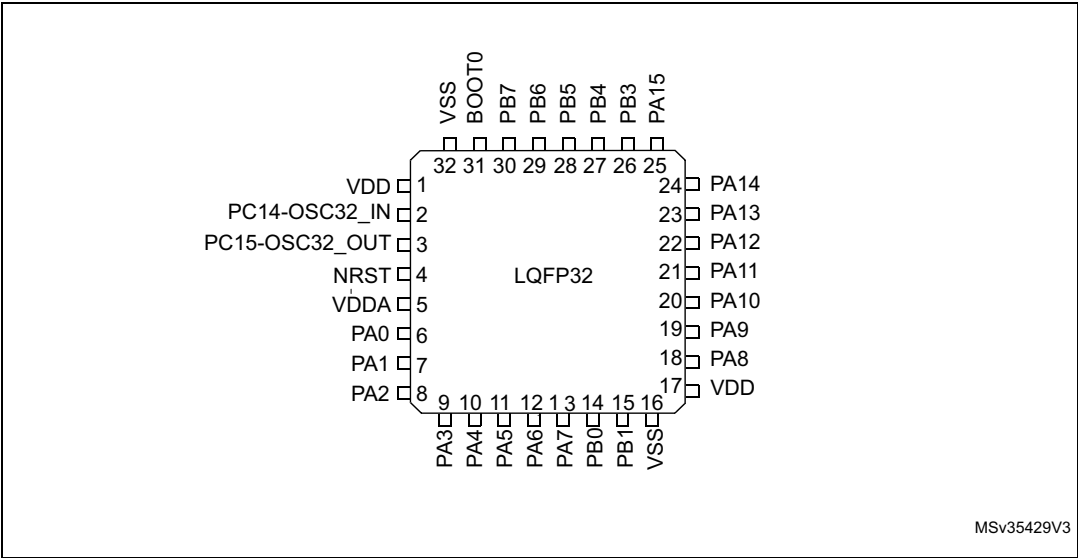 VSS
BOOT0
PB7
PB6
PB5
PB4
PB3
PA15
32 31 30 29 28 27 26 25
VDD 1
PC14-OSC32_IN 2
PC15-OSC32_OUT 3
NRST 4
VDDA 5
PA0 6
PA1 7
PA2 8
LQFP32
24 PA14
23 PA13
22 PA12
21 PA11
20 PA10
19 PA9
18 PA8
17 VDD
9 10 11 12 13 14 15 16
PA3
PA4
PA5
PA6
PA7
PB0
PB1
VSS
MSv35429V3